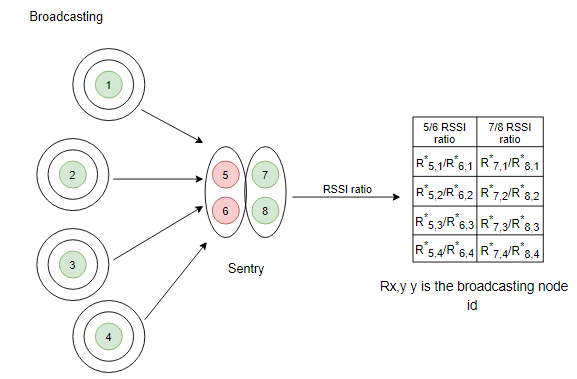 Broadcasting
1
2
3
4
5
6
7
8
Sentry
RSSI ratio
5/6 RSSI ratio
7/8 RSSI ratio
R*5,1/R*6,1 R*7,1/R*8,1
R*5,2/R*6,2 R*7,2/R*8,2
R*5,3/R*6,3 R*7,3/R*8,3
R*5,4/R*6,4 R*7,4/R*8,4
Rx,y y is the broadcasting node
id